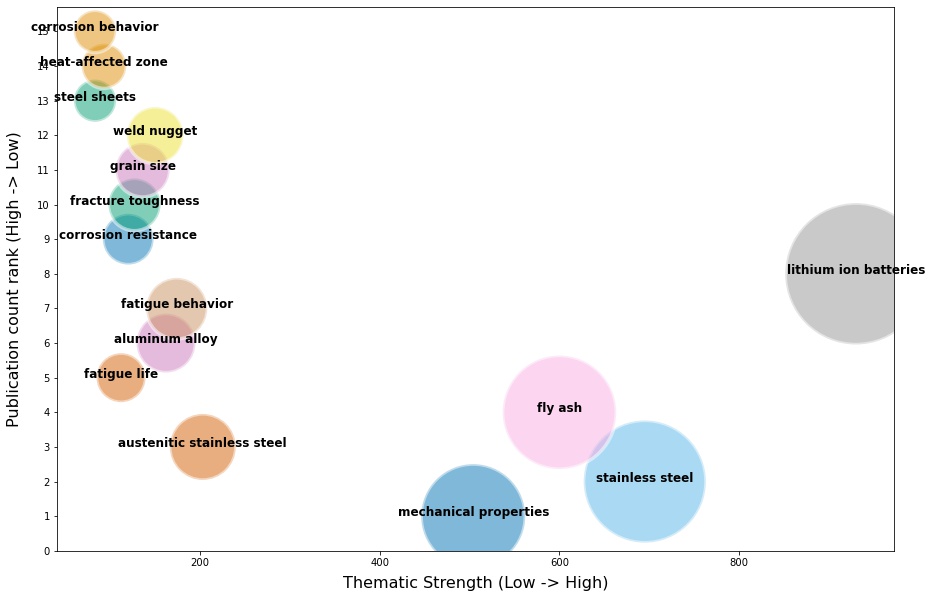 corrosion behavior
15
heat-affected zone
14
steel sheets
13
weld nugget
12
grain size
11
fracture toughness
10
corrosion resistance
9
lithium ion batteries
8
fatigue behavior
7
aluminum alloy
6
fatigue life
5
fly ash
4
austenitic stainless steel
3
stainless steel
2
mechanical properties
1
0
Publication count rank (High -> Low)
200
400
600
800
Thematic Strength (Low -> High)